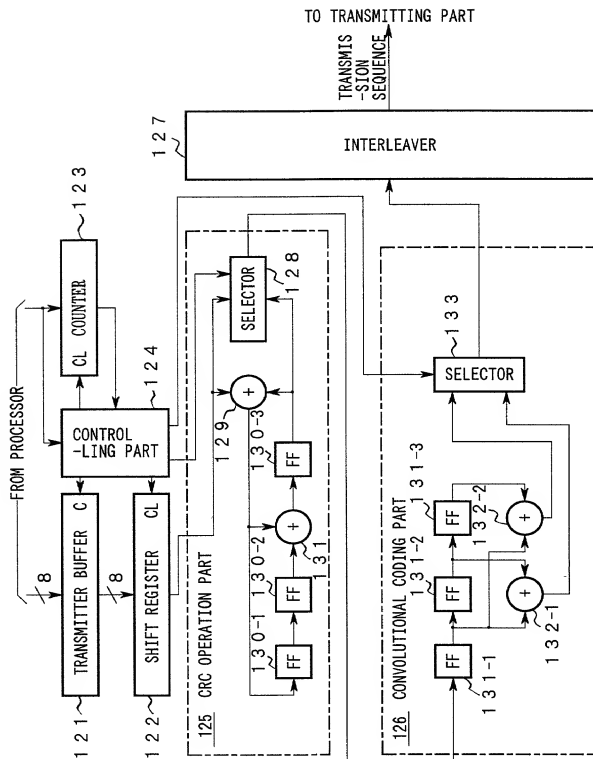 TO TRANSMITTING PART
TRANSMIS
-SION
SEQUENCE
127
INTERLEAVER
FROM PROCESSOR
8
TRANSMITTER BUFFER C
121
8
SHIFT REGISTER CL
122
CONTROL
-LING PART
124
CL COUNTER
123
125
CRC OPERATION PART
SELECTOR
128
+
129
FF
130-3
+
131
FF
130-2
FF
130-1
126
CONVOLUTIONAL CODING PART
SELECTOR
133
FF
131-3
FF
131-2
FF
131-1
+
132-2
+
132-1